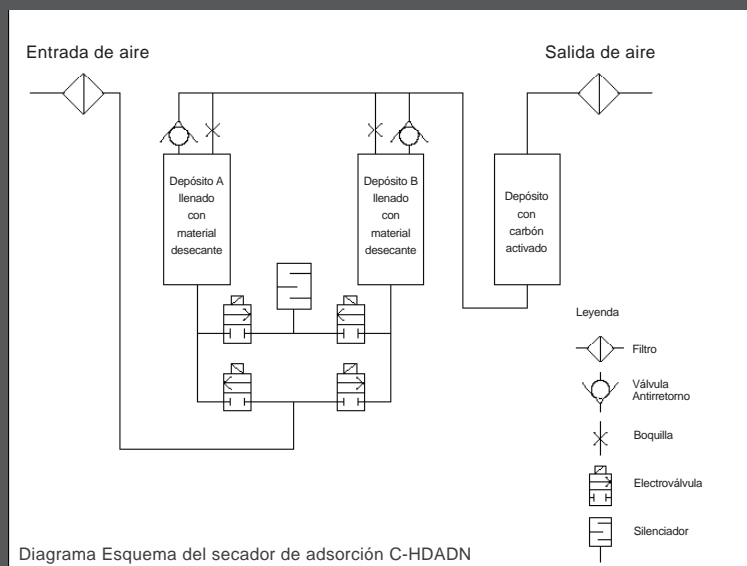 Entrada de aire
Salida de aire
Depósito A
llenado
con
material
desecante
Depósito B
llenado
con
material
desecante
Depósito
con
carbón
activado
Leyenda
Filtro
Válvula
Antirretorno
Boquilla
Electroválvula
Silenciador
Diagrama Esquema del secador de adsorción C-HDADN